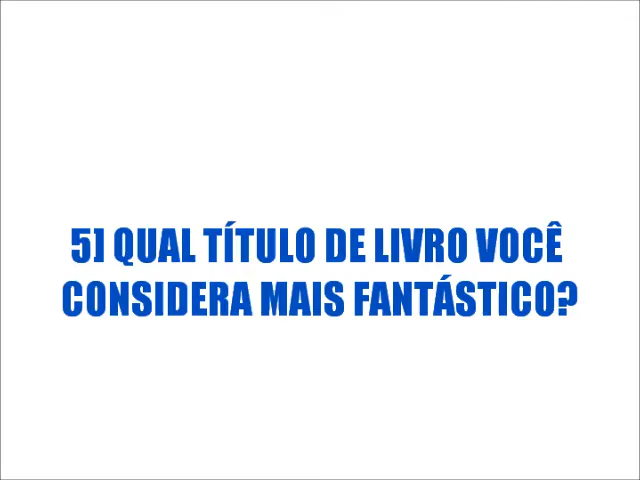 5] QUAL TÍTULO DE LIVRO VOCÊ
CONSIDERA MAIS FANTÁSTICO?